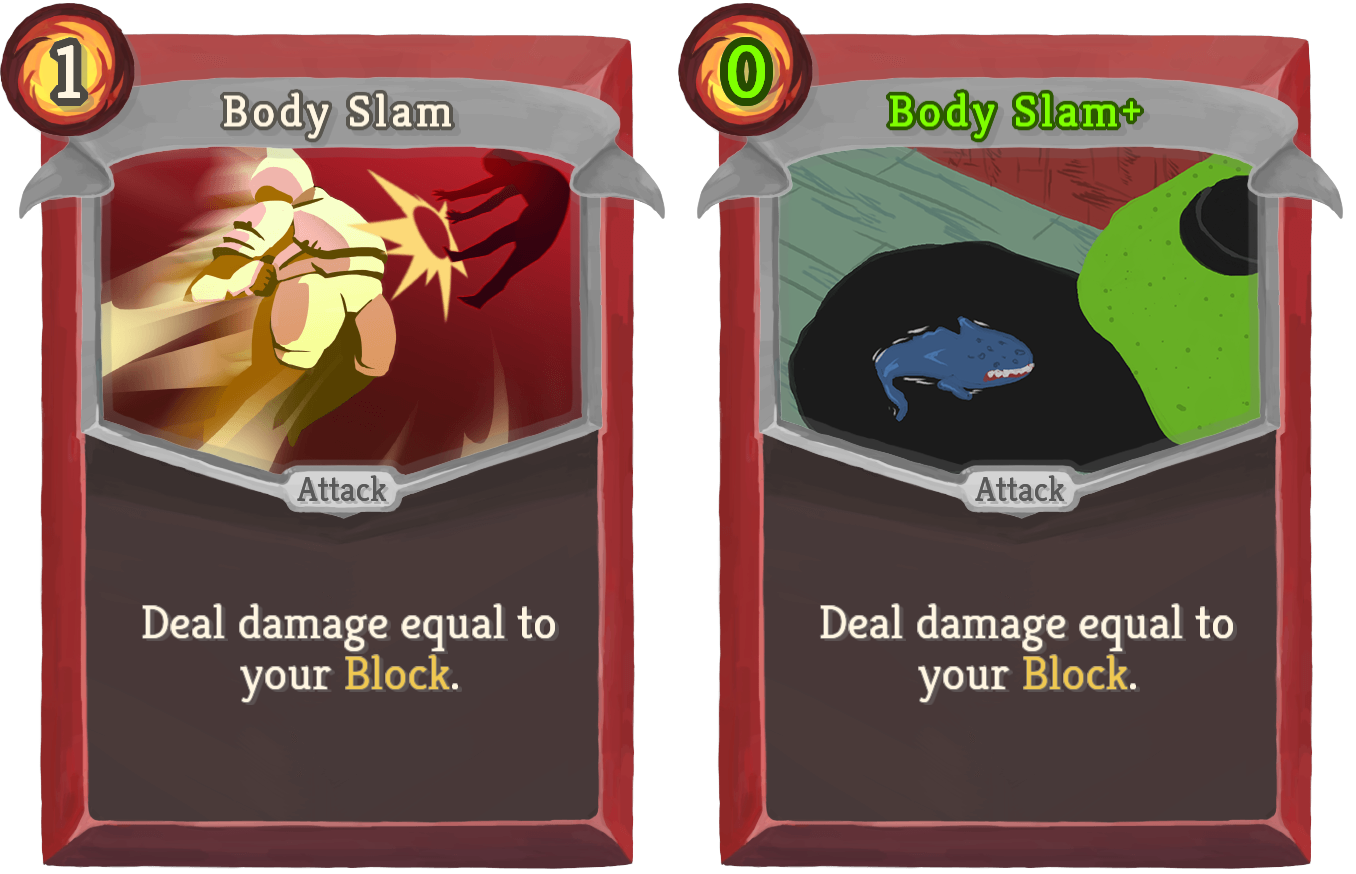 1
Body Slam
Attack
Deal damage equal to
your Block.
0
Body Slam+
Attack
Deal damage equal to
your Block.